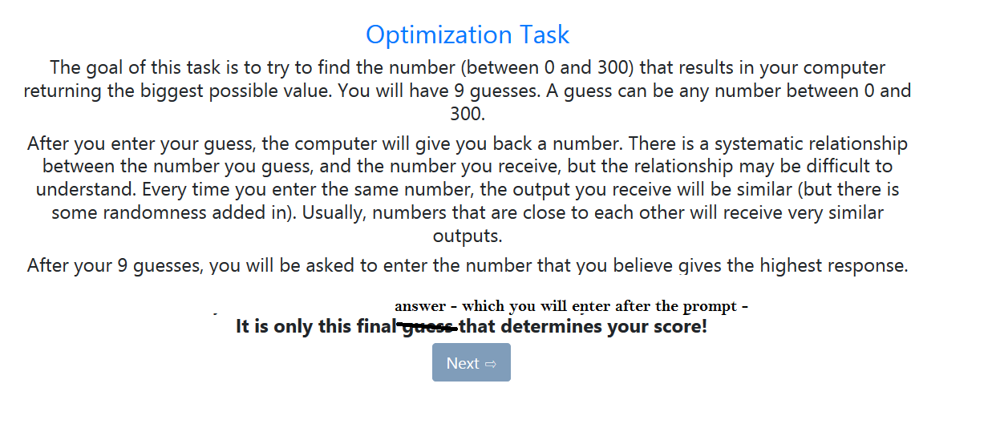 Optimization Task
The goal of this task is to try to find the number (between 0 and 300) that results in your computer
returning the biggest possible value. You will have 9 guesses. A guess can be any number between 0 and
300.
After you enter your guess, the computer will give you back a number. There is a systematic relationship
between the number you guess, and the number you receive, but the relationship may be difficult to
understand. Every time you enter the same number, the output you receive will be similar (but there is
some randomness added in). Usually, numbers that are close to each other will receive very similar
outputs.
After your 9 guesses, you will be asked to enter the number that you believe gives the highest response.
answer - which you will enter after the prompt -
It is only this final guess that determines your score!
Next ⇨